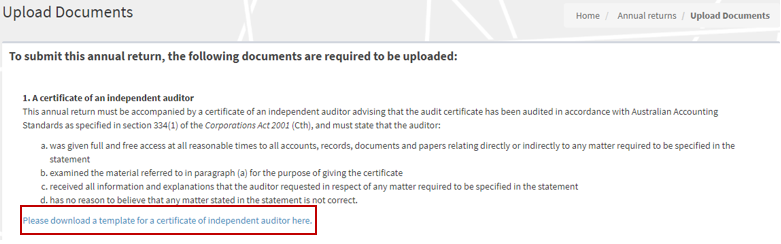 Upload Documents
Home / Annual returns / Upload Documents
To submit this annual return, the following documents are required to be uploaded:
1. A certificate of an independent auditor
This annual return must be accompanied by a certificate of an independent auditor advising that the audit certificate has been audited in accordance with Australian Accounting
Standards as specified in section 334(1) of the Corporations Act 2001 (Cth), and must state that the auditor:
a. was given full and free access at all reasonable times to all accounts, records, documents and papers relating directly or indirectly to any matter required to be specified in the
statement
b. examined the material referred to in paragraph (a) for the purpose of giving the certificate
c. received all information and explanations that the auditor requested in respect of any matter required to be specified in the statement
d. has no reason to believe that any matter stated in the statement is not correct.
Please download a template for a certificate of independent auditor here.